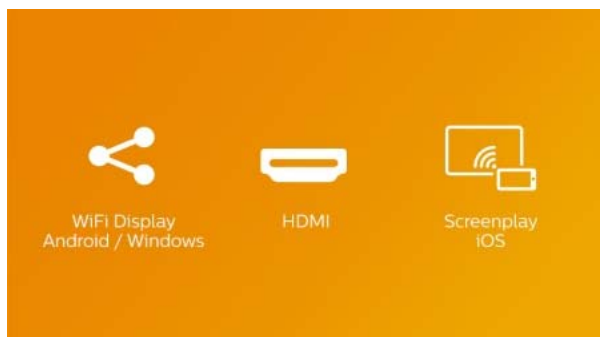 WiFi Display
Android / Windows
HDMI
Screenplay
iOS